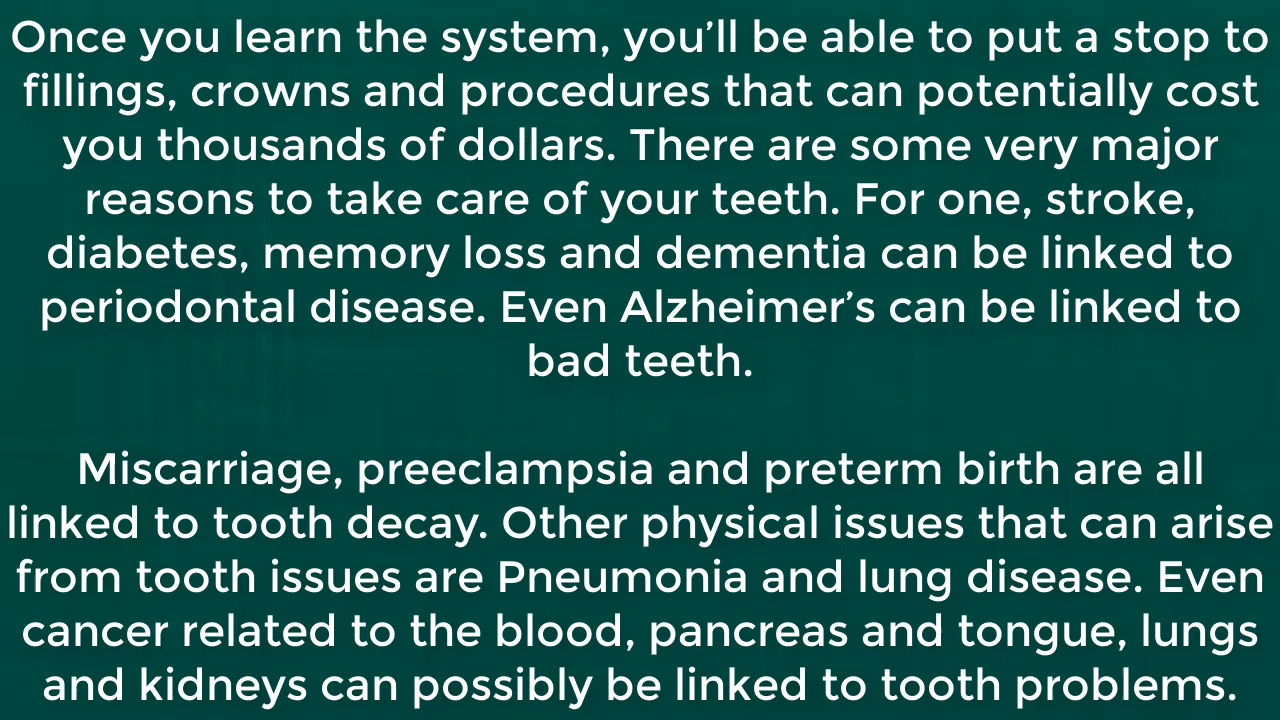 Once you learn the system, you’ll be able to put a stop to
fillings, crowns and procedures that can potentially cost
you thousands of dollars. There are some very major
reasons to take care of your teeth. For one, stroke,
diabetes, memory loss and dementia can be linked to
periodontal disease. Even Alzheimer’s can be linked to
bad teeth.
Miscarriage, preeclampsia and preterm birth are all
linked to tooth decay. Other physical issues that can arise
from tooth issues are Pneumonia and lung disease. Even
cancer related to the blood, pancreas and tongue, lungs
and kidneys can possibly be linked to tooth problems.